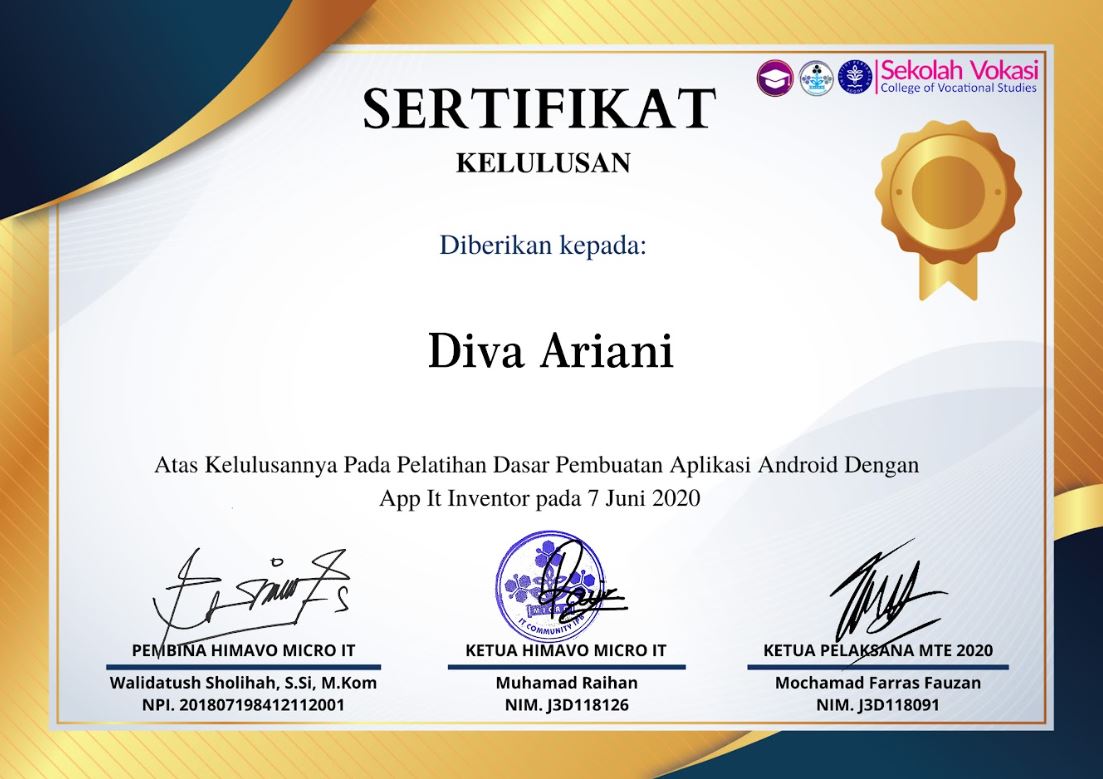 Sekolah Vokasi
College of Vocational Studies
SERTIFIKAT
KELULUSAN
Diberikan kepada:
Diva Ariani
Atas Kelulusannya Pada Pelatihan Dasar Pembuatan Aplikasi Android Dengan
App It Inventor pada 7 Juni 2020
MICRO
IT COMMUNITY IPB
PEMBINA HIMAVO MICRO IT
Walidatush Sholihah, S.Si, M.Kom
NPI. 201807198412112001
KETUA HIMAVO MICRO IT
Muhamad Raihan
NIM. J3D118126
KETUA PELAKSANA MTE 2020
Mochamad Farras Fauzan
NIM. J3D118091